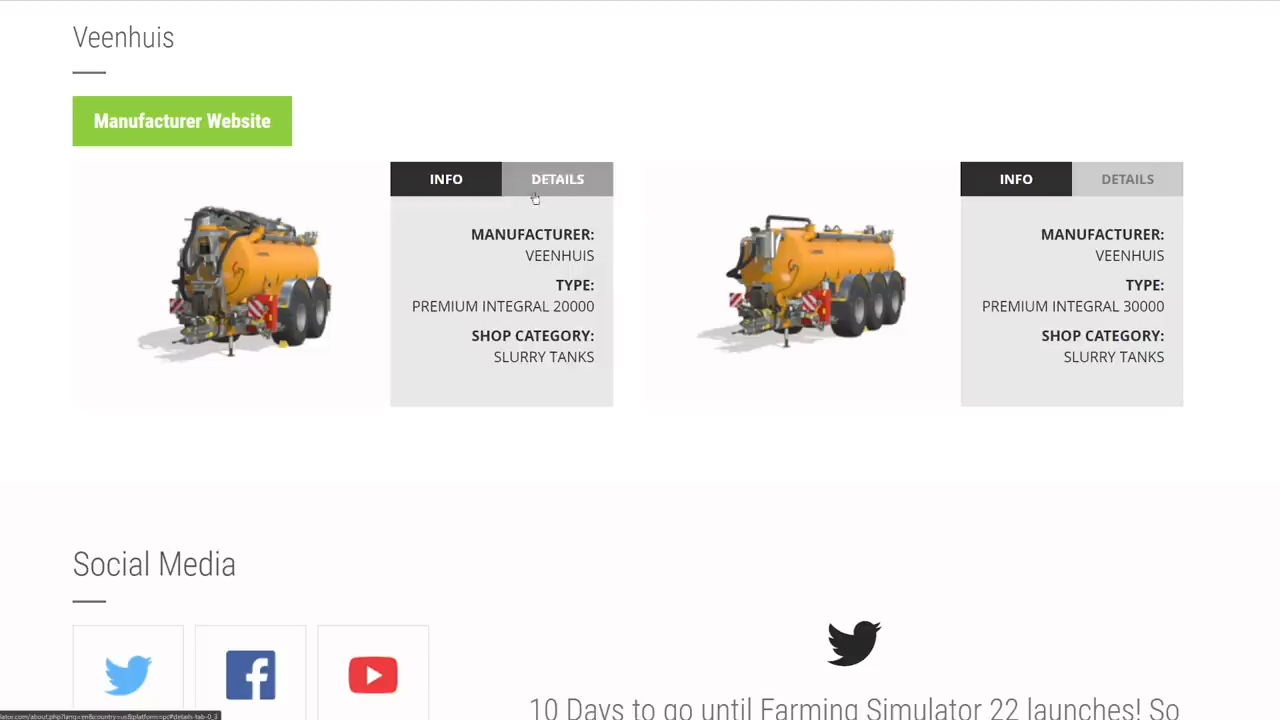 Veenhuis
Manufacturer Website
INFO
DETAILS
MANUFACTURER:
VEENHUIS
TYPE:
PREMIUM INTEGRAL 20000
SHOP CATEGORY:
SLURRY TANKS
INFO
DETAILS
MANUFACTURER:
VEENHUIS
TYPE:
PREMIUM INTEGRAL 30000
SHOP CATEGORY:
SLURRY TANKS
Social Media
10 Days to go until Farming Simulator 22 launches! So